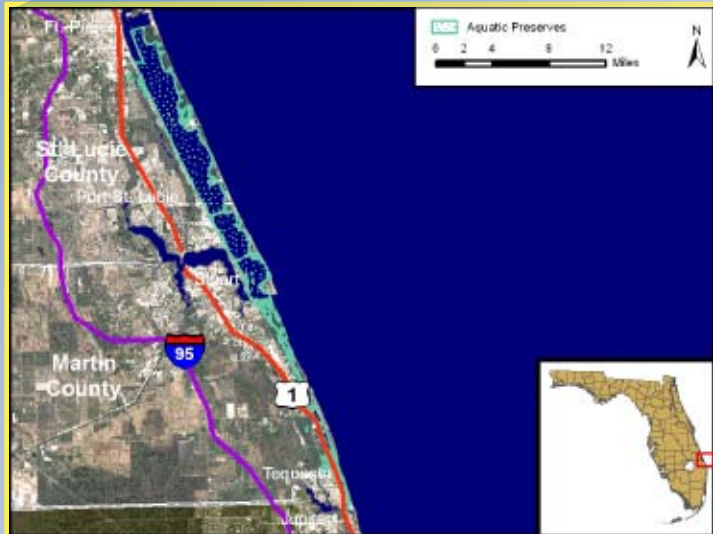 Ft. Pierce
Aquatic Preserves
0 2 4 8 12
Miles
N
St. Lucie
County
Port St. Lucie
Stuart
95
Martin
County
1
Tequesta
Jupiter